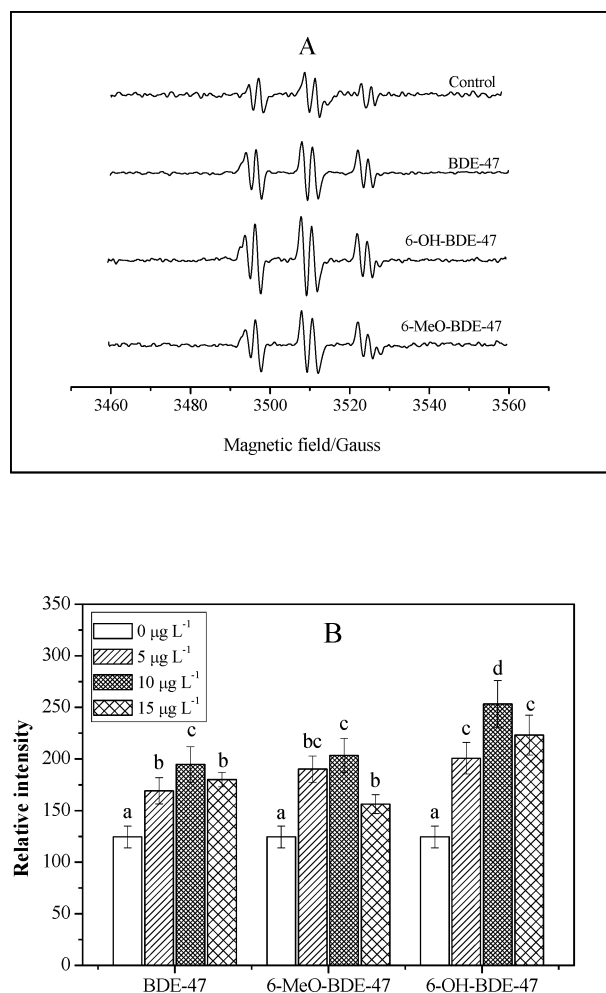 A
Control
BDE-47
6-OH-BDE-47
6-MeO-BDE-47
3460 3480 3500 3520 3540 3560
Magnetic field/Gauss
B
350
300
250
200
150
100
50
0
Relative intensity
0 µg L⁻¹
5 µg L⁻¹
10 µg L⁻¹
15 µg L⁻¹
a b c b
a bc c b
a c d c
BDE-47 6-MeO-BDE-47 6-OH-BDE-47